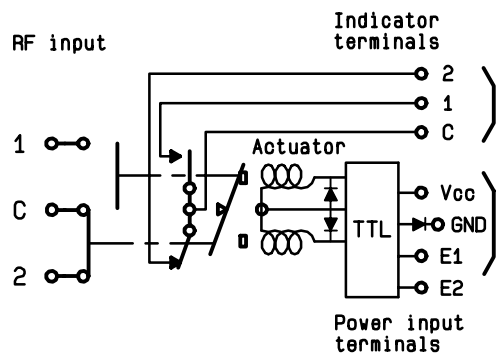 Indicator
terminals
RF input
2
1
C
Actuator
1
C
2
TTL
Vcc
GND
E1
E2
Power input
terminals